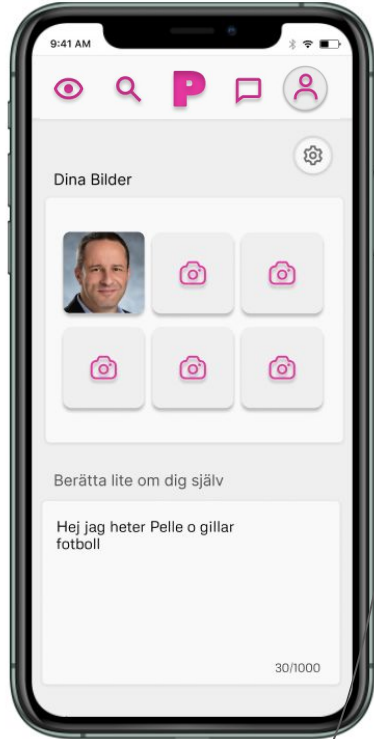 9:41 AM
P
Dina Bilder
Berätta lite om dig själv
Hej jag heter Pelle o gillar
fotboll
30/1000